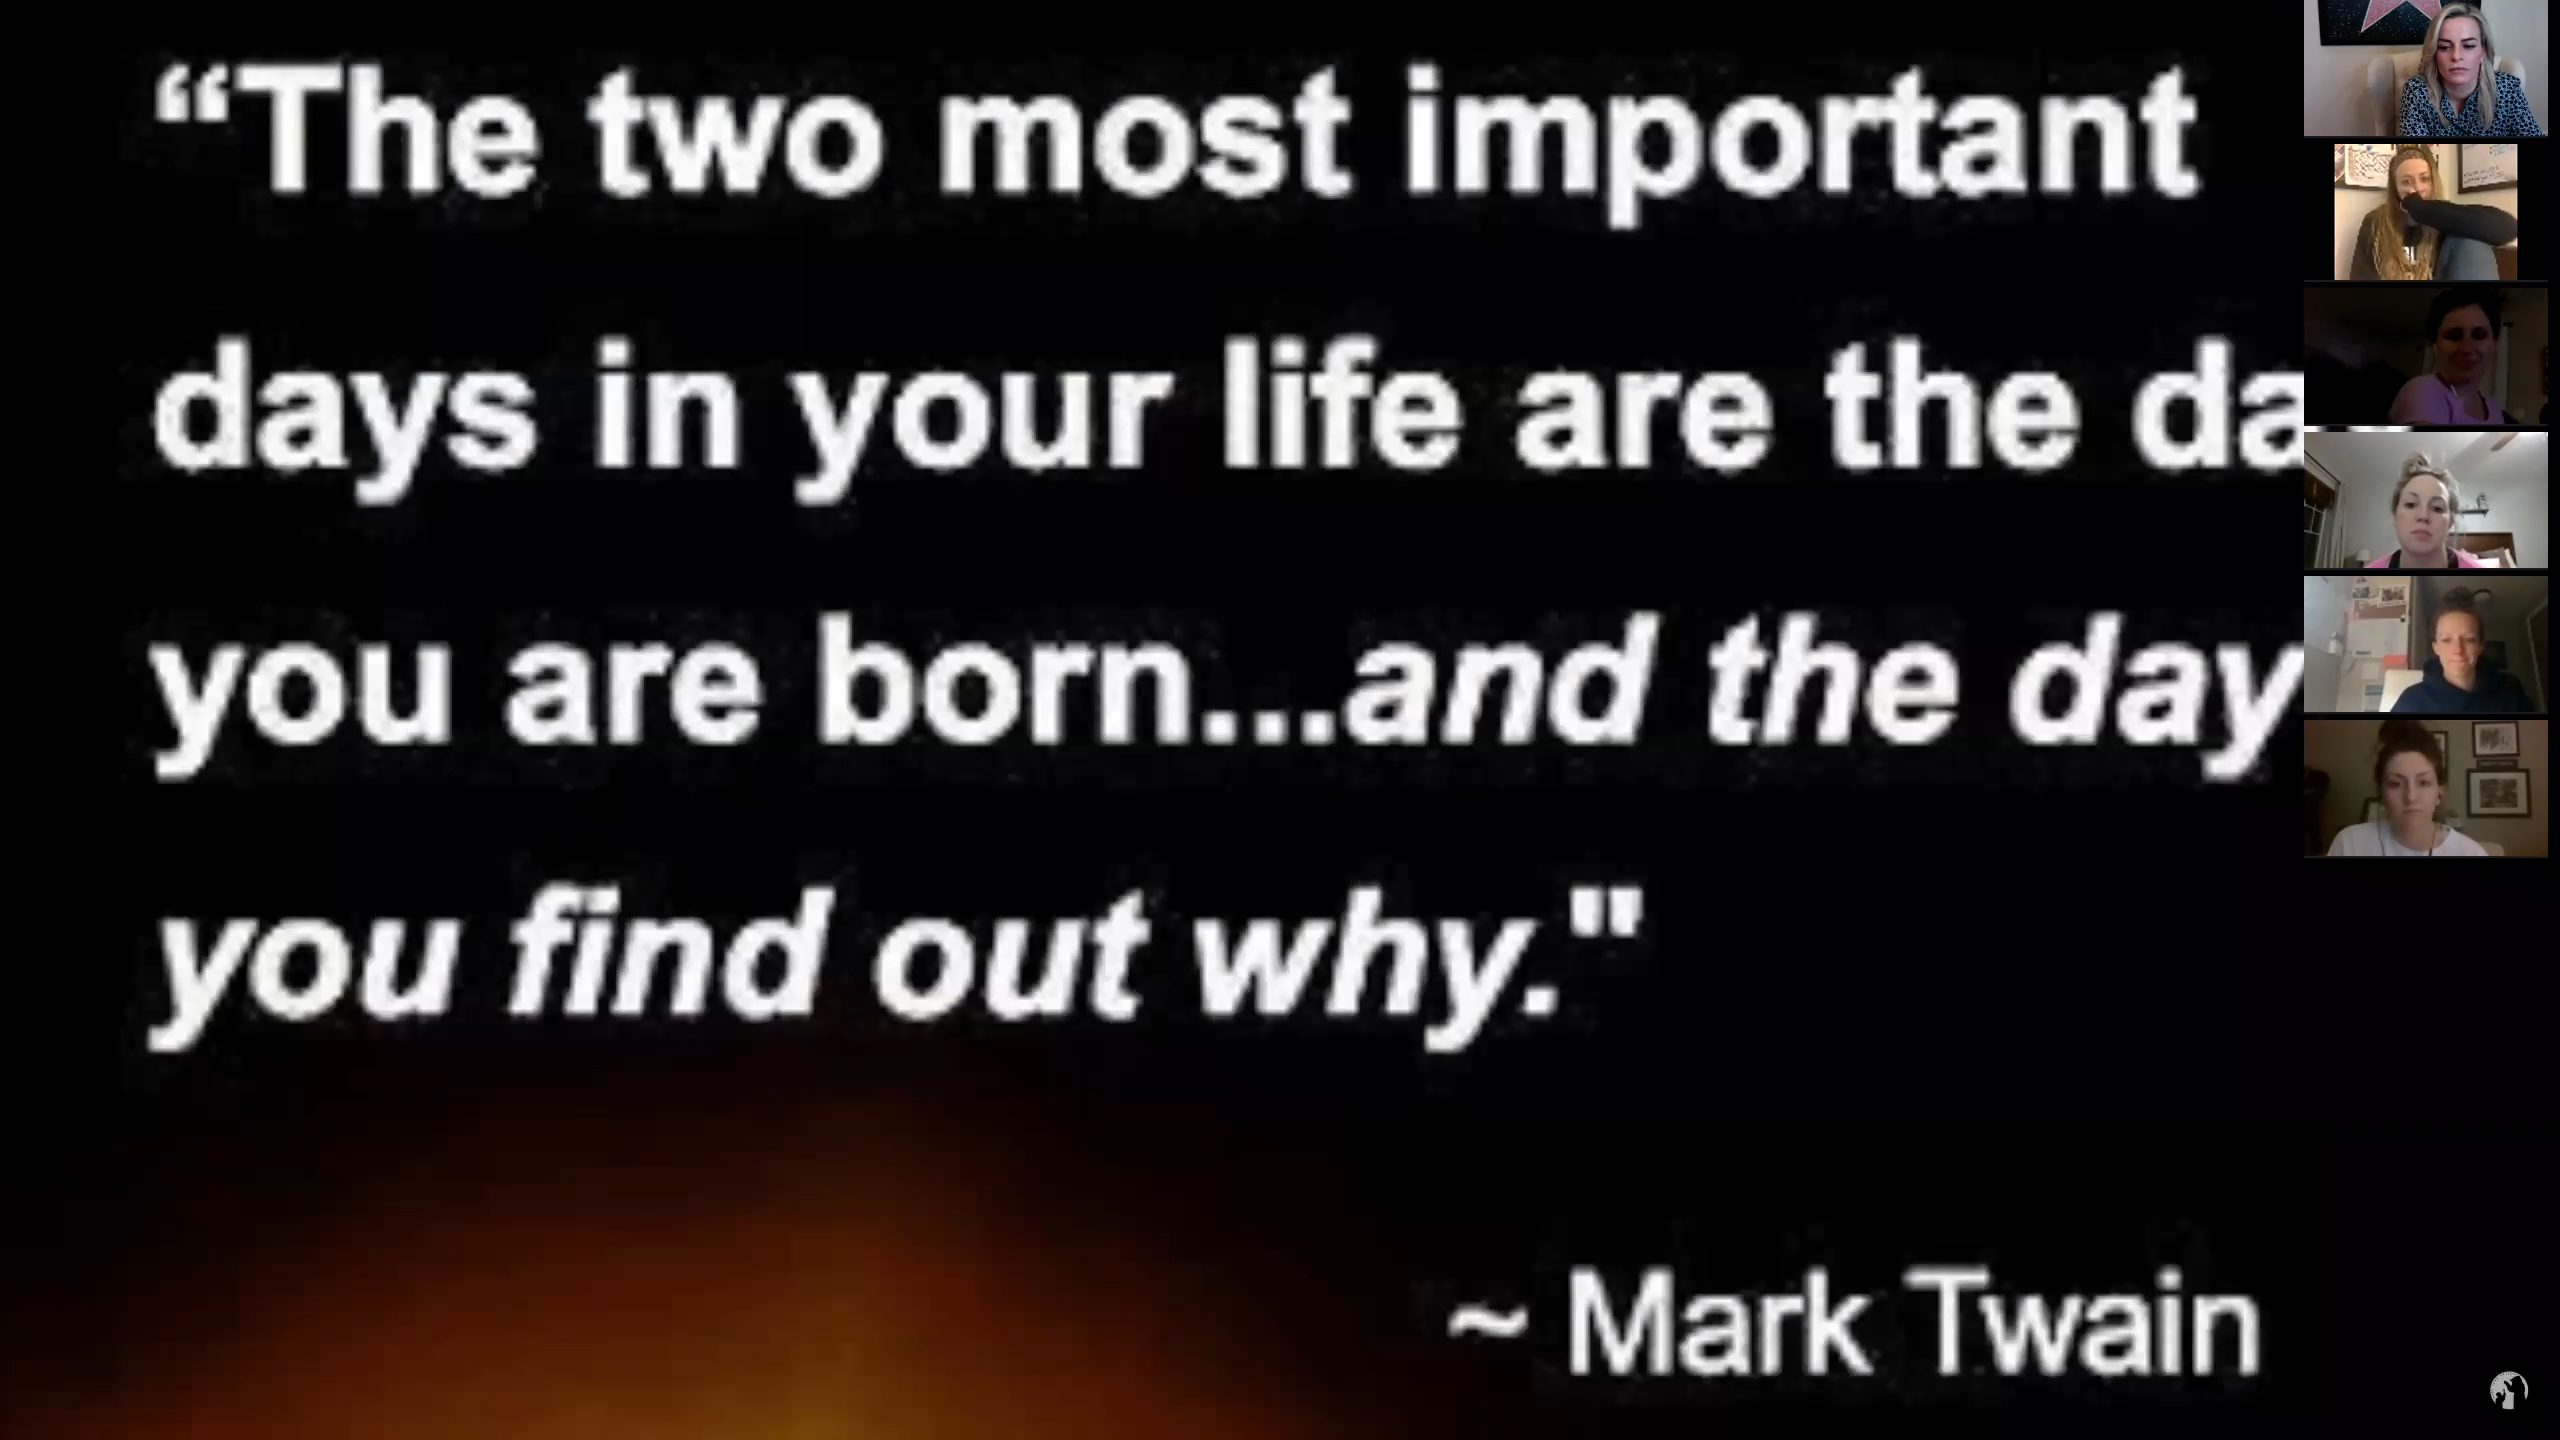 “The two most important
days in your life are the da
you are born...and the day
you find out why."
~ Mark Twain